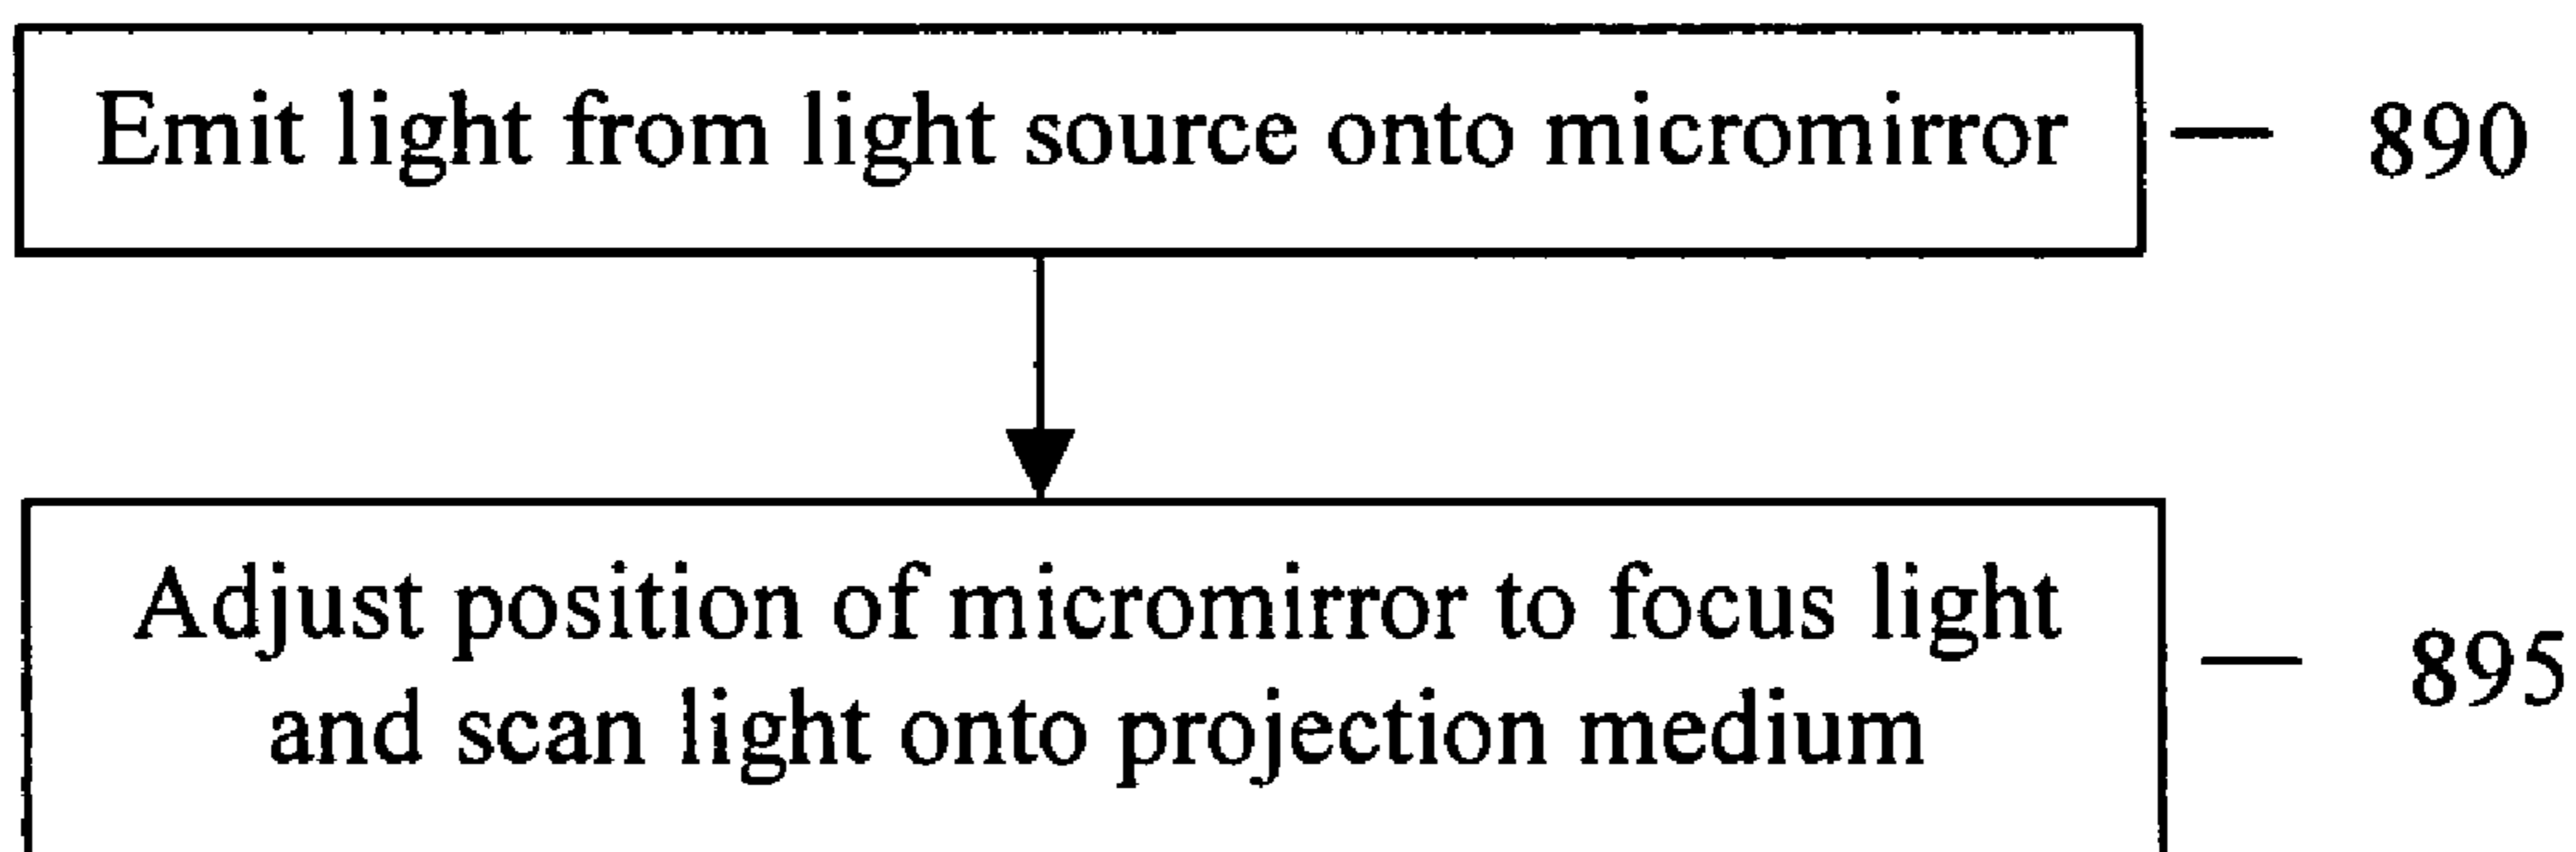 Emit light from light source onto micromirror — 890
Adjust position of micromirror to focus light
and scan light onto projection medium
— 895